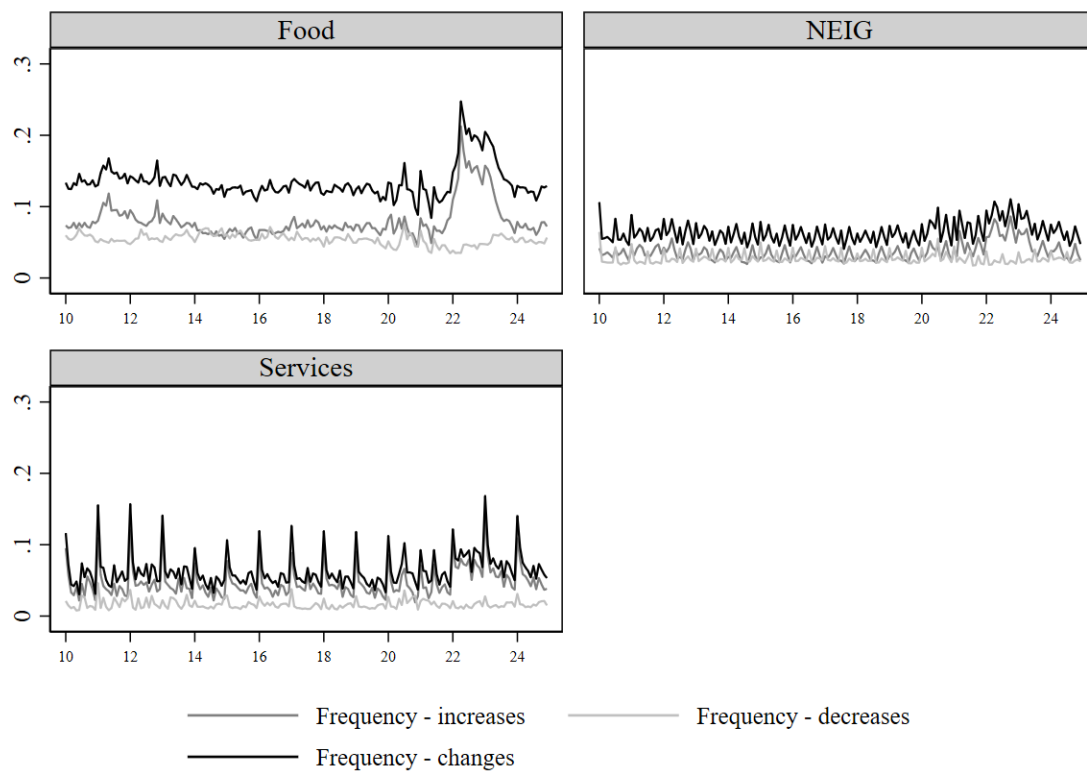 Food
NEIG
.3
.2
.1
0
10 12 14 16 18 20 22 24
10 12 14 16 18 20 22 24
Services
.3
.2
.1
0
10 12 14 16 18 20 22 24
Frequency - increases
Frequency - decreases
Frequency - changes